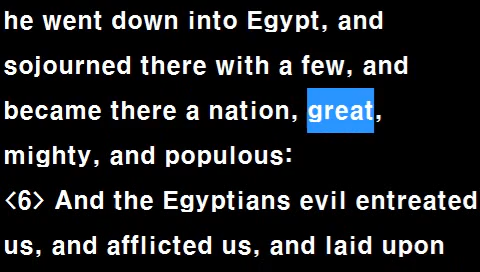 he went down into Egypt, and
sojourned there with a few, and
became there a nation, great,
mighty, and populous:
<6> And the Egyptians evil entreated
us, and afflicted us, and laid upon